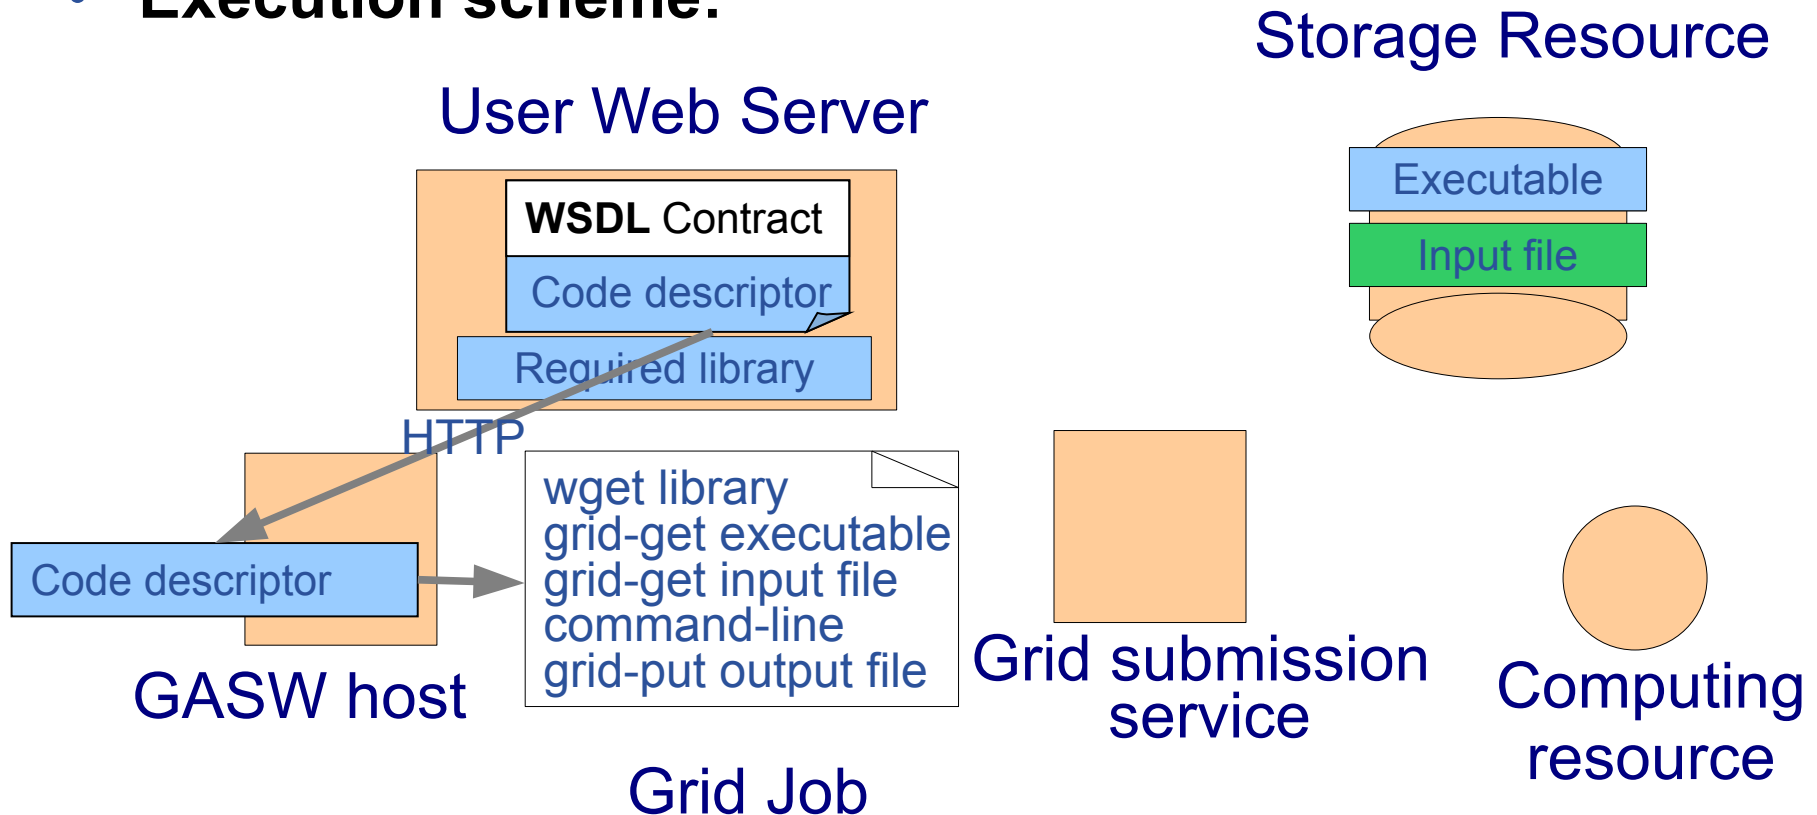 Execution scheme:
Storage Resource
User Web Server
WSDL Contract
Code descriptor
Required library
Executable
Input file
HTTP
Code descriptor
GASW host
wget library
grid-get executable
grid-get input file
command-line
grid-put output file
Grid Job
Grid submission
service
Computing
resource